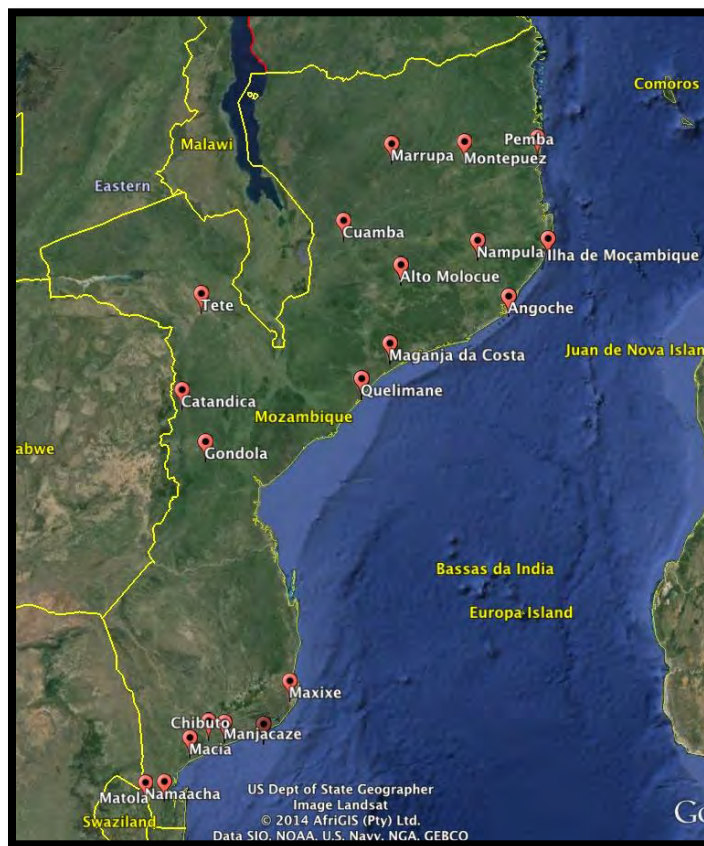 Comoros
Pemba
Malawi
Marrupa
Montepuez
Eastern
Cuamba
Nampula
Ilha de Moçambique
Alto Molocue
Tete
Angoche
Maganja da Costa
Juan de Nova Islan
Quelimane
Catandica
Mozambique
Gondola
abwe
Bassas da India
Europa Island
Maxixe
Chibuto
Manjacaze
Macia
Matola
Namaacha
Swaziland
US Dept of State Geographer
Image Landsat
© 2014 AfriGIS (Pty) Ltd.
Data SIO, NOAA, U.S. Navy, NGA, GEBCO
Go